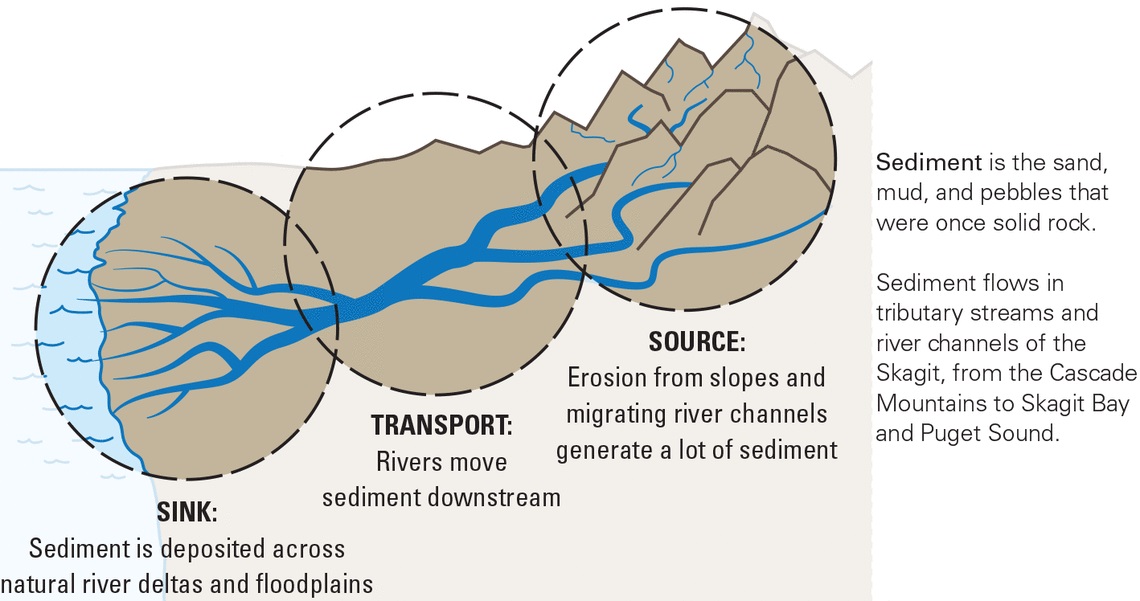 SOURCE:
Erosion from slopes and
migrating river channels
generate a lot of sediment
TRANSPORT:
Rivers move
sediment downstream
SINK:
Sediment is deposited across
natural river deltas and floodplains
Sediment is the sand,
mud, and pebbles that
were once solid rock.
Sediment flows in
tributary streams and
river channels of the
Skagit, from the Cascade
Mountains to Skagit Bay
and Puget Sound.